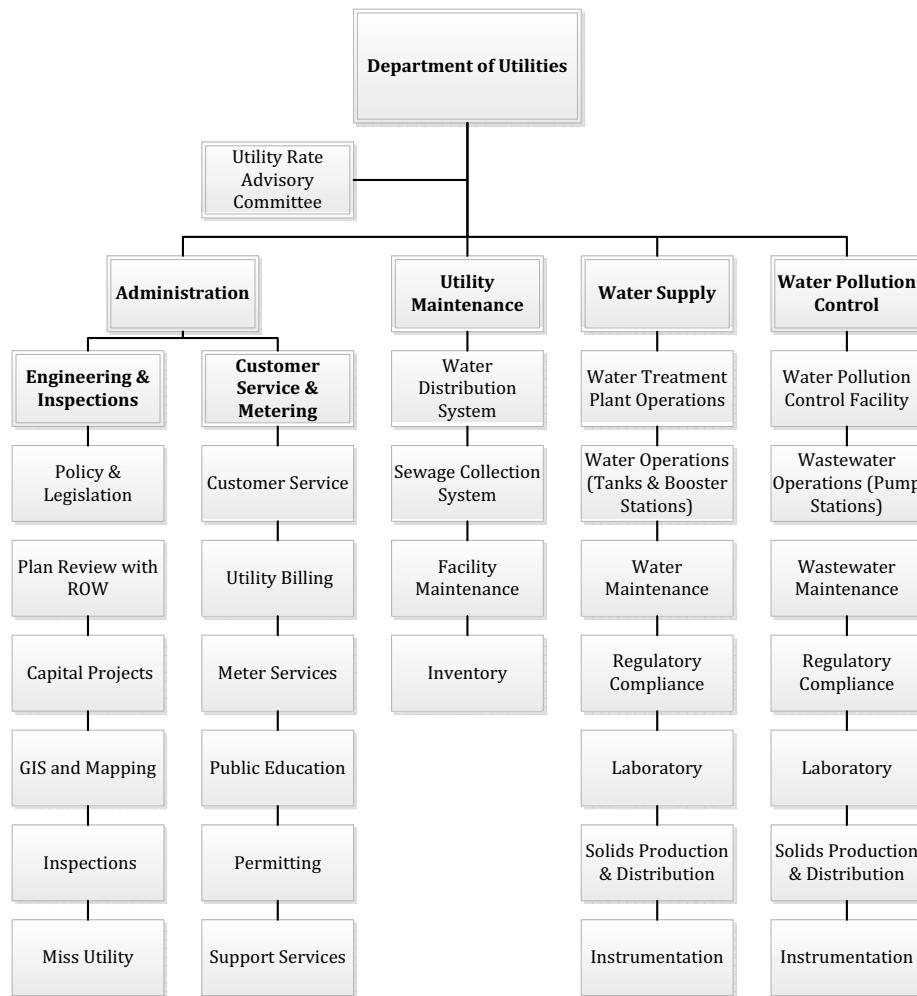 Department of Utilities
Utility Rate
Advisory
Committee
Administration
Utility
Maintenance
Water Supply
Water Pollution
Control
Engineering &
Inspections
Customer
Service &
Metering
Water
Distribution
System
Water Treatment
Plant Operations
Water Pollution
Control Facility
Policy &
Legislation
Customer Service
Sewage Collection
System
Water Operations
(Tanks & Booster
Stations)
Wastewater
Operations (Pump
Stations)
Plan Review with
ROW
Utility Billing
Facility
Maintenance
Water
Maintenance
Wastewater
Maintenance
Capital Projects
Meter Services
Inventory
Regulatory
Compliance
Regulatory
Compliance
GIS and Mapping
Public Education
Laboratory
Laboratory
Inspections
Permitting
Solids Production
& Distribution
Solids Production
& Distribution
Miss Utility
Support Services
Instrumentation
Instrumentation